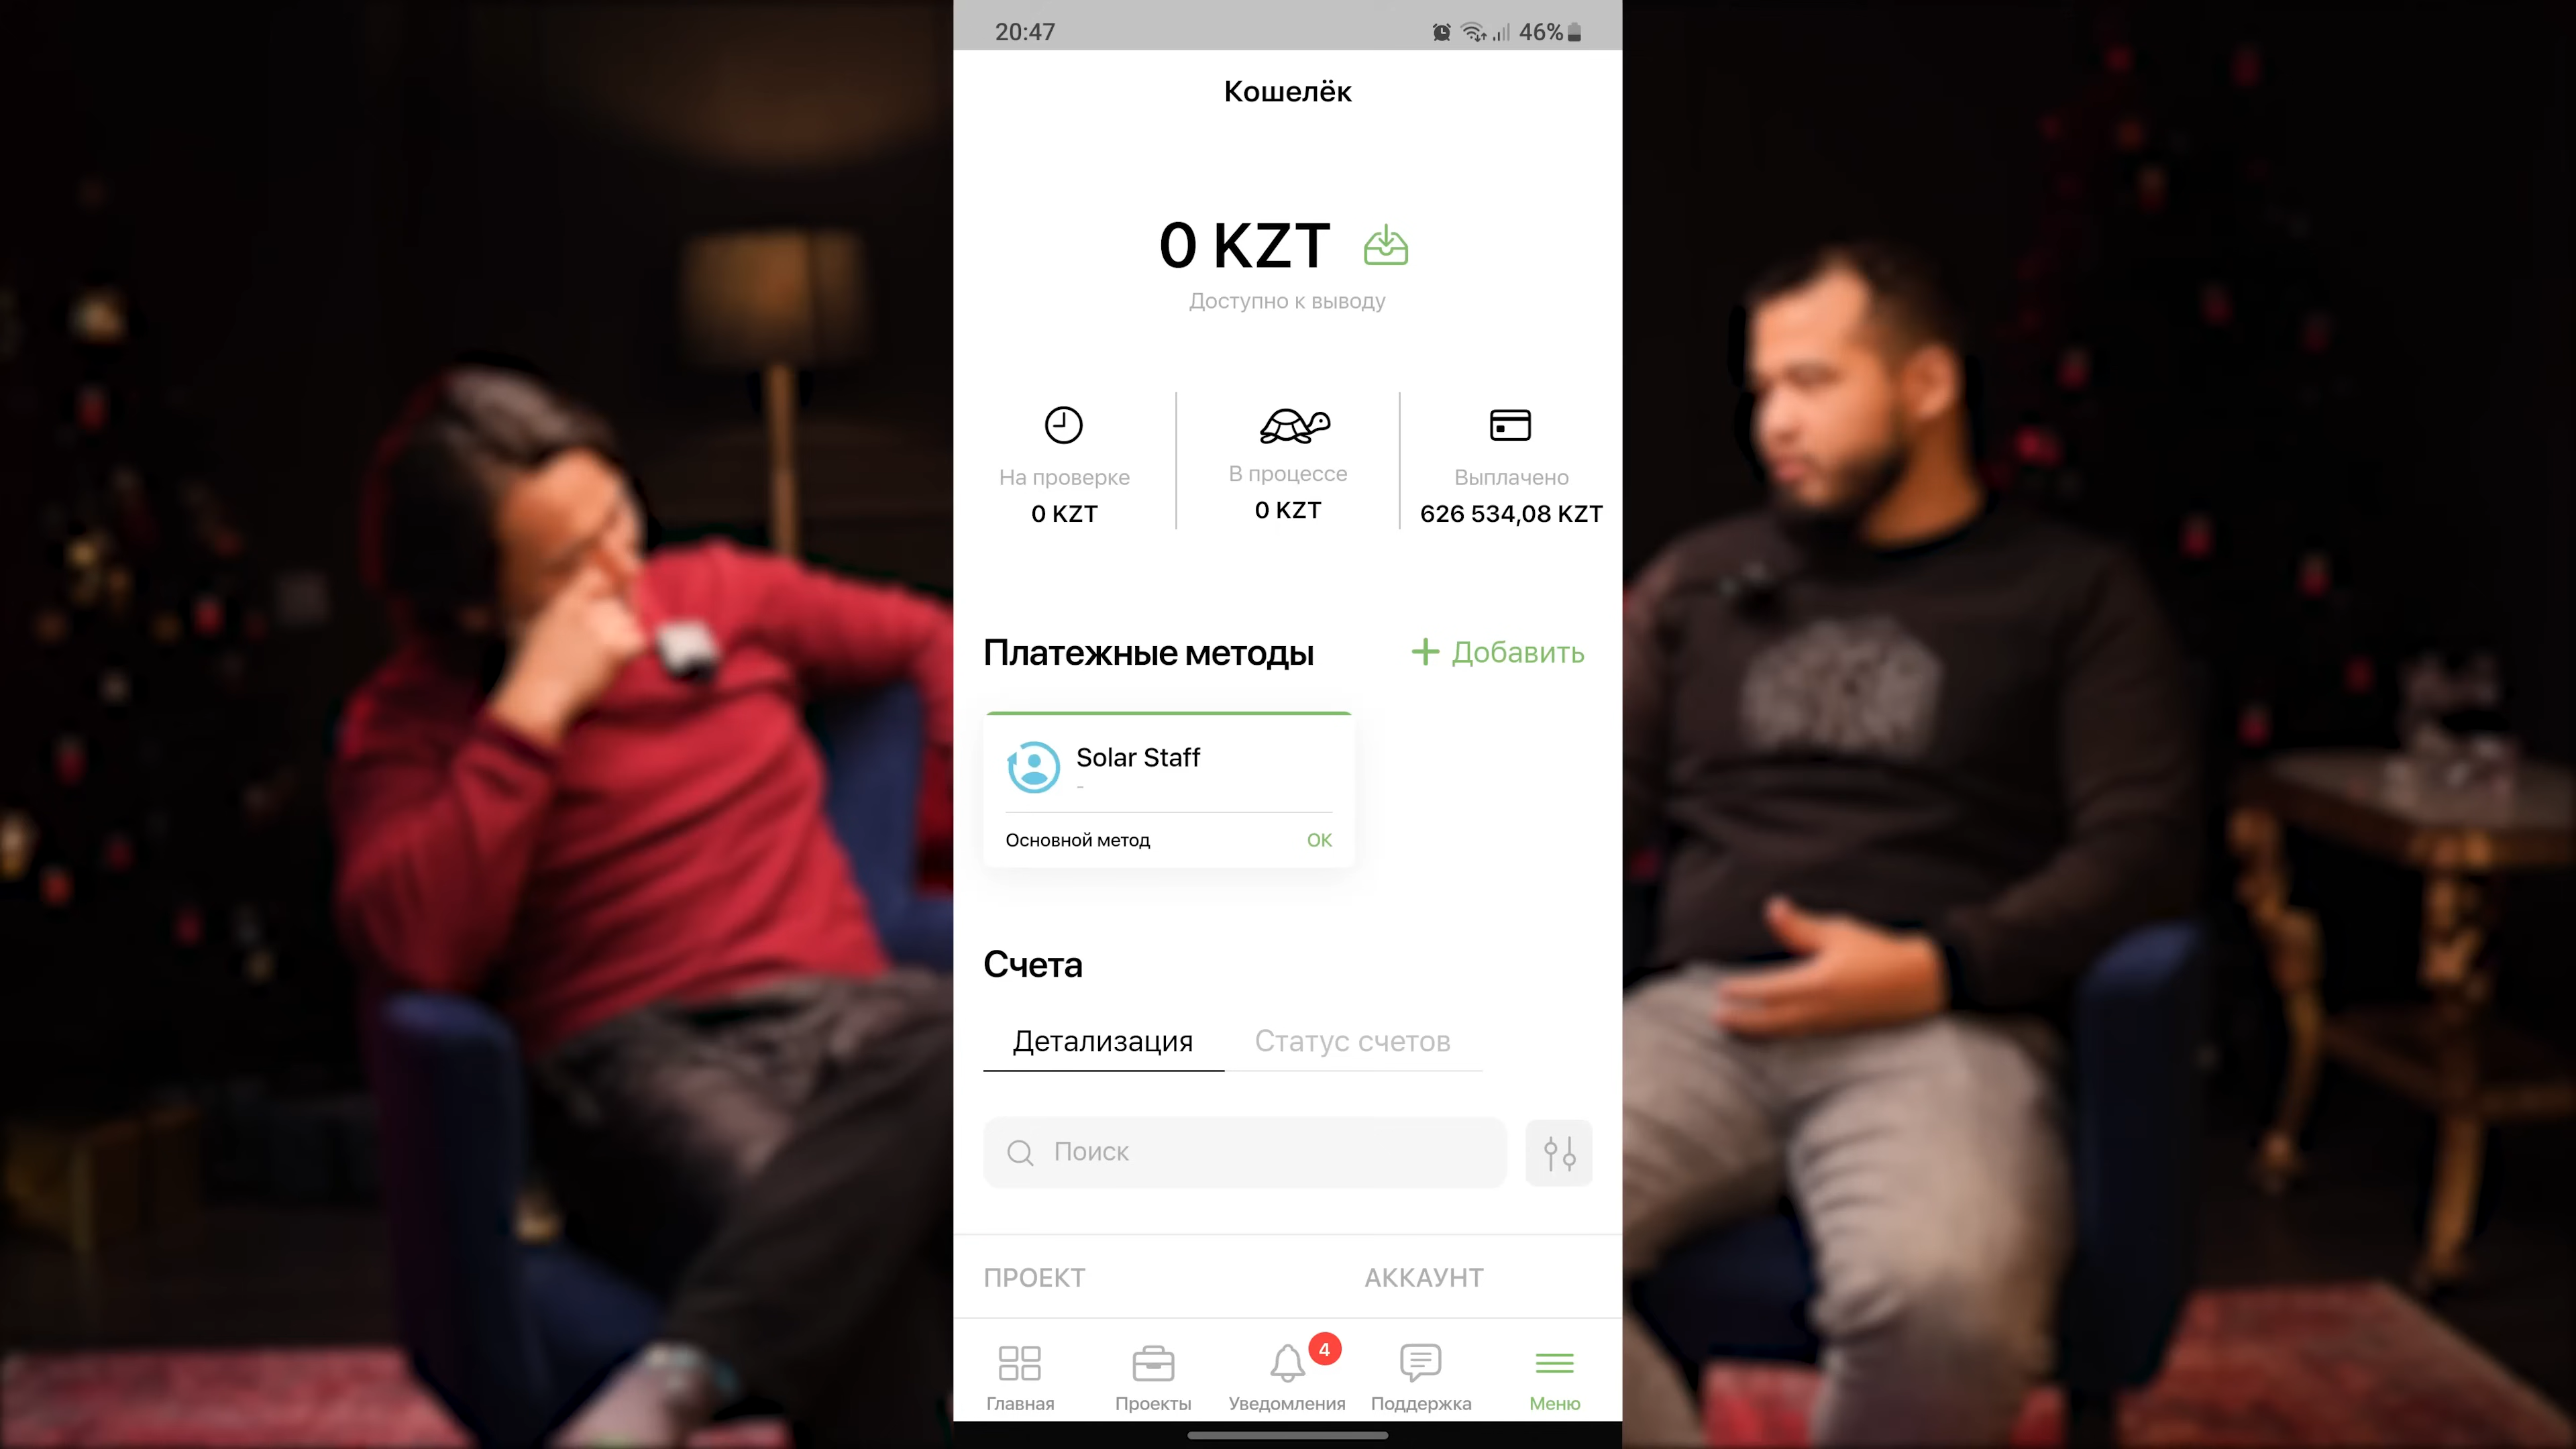 20:47
46%
Кошелёк
0 KZT
Доступно к выводу
На проверке
0 KZT
В процессе
0 KZT
Выплачено
626 534,08 KZT
Платежные методы
+ Добавить
Solar Staff
-
Основной метод
OK
Счета
Детализация
Статус счетов
Поиск
ПРОЕКТ
АККАУНТ
4
Главная
Проекты
Уведомления
Поддержка
Меню